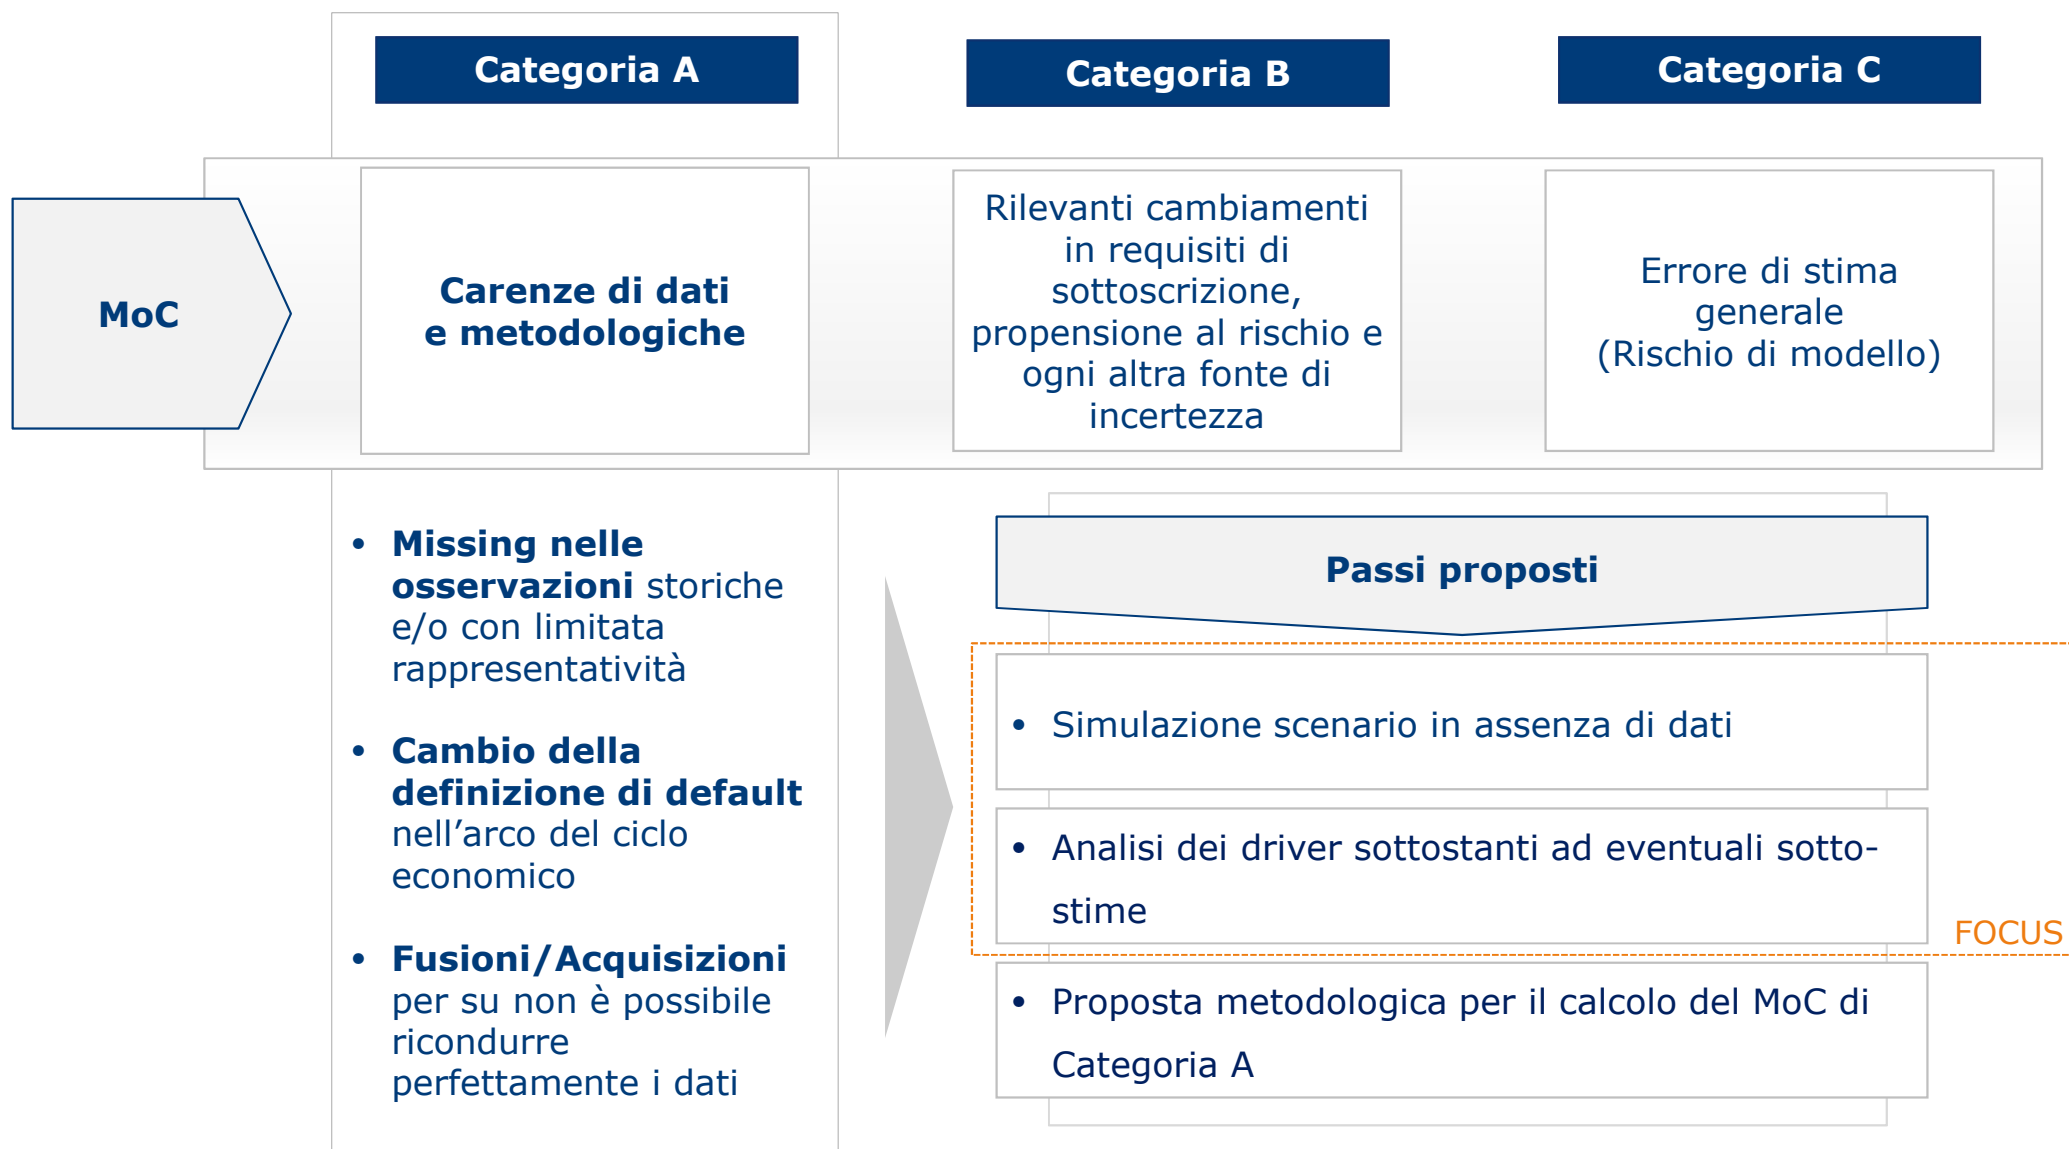 Categoria A
Categoria B
Categoria C
MoC
Carenze di dati
e metodologiche
Rilevanti cambiamenti
in requisiti di
sottoscrizione,
propensione al rischio e
ogni altra fonte di
incertezza
Errore di stima
generale
(Rischio di modello)
• Missing nelle
osservazioni storiche
e/o con limitata
rappresentatività
• Cambio della
definizione di default
nell’arco del ciclo
economico
• Fusioni/Acquisizioni
per su non è possibile
ricondurre
perfettamente i dati
Passi proposti
• Simulazione scenario in assenza di dati
• Analisi dei driver sottostanti ad eventuali sotto-
stime
FOCUS
• Proposta metodologica per il calcolo del MoC di
Categoria A